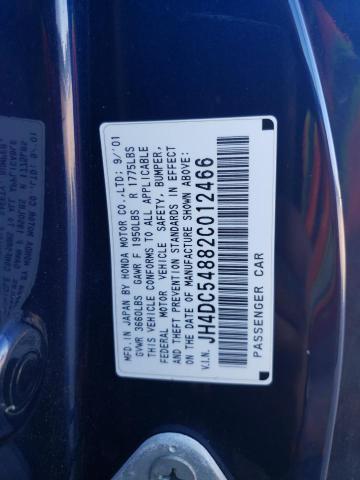 MFD. IN JAPAN BY HONDA MOTOR CO., LTD; 9/'01
GVWR 3660LBS GAWR F 1950LBS R 1775LBS
THIS VEHICLE CONFORMS TO ALL APPLICABLE
FEDERAL MOTOR VEHICLE SAFETY, BUMPER,
AND THEFT PREVENTION STANDARDS IN EFFECT
ON THE DATE OF MANUFACTURE SHOWN ABOVE.
V.I.N. JH4DC54882C012466
PASSENGER CAR